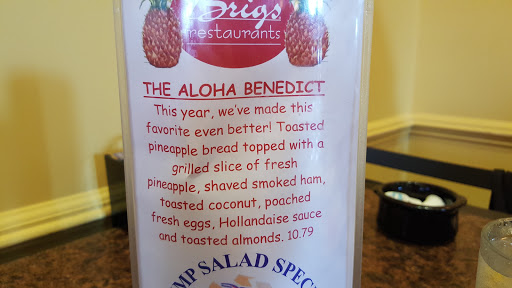 Brigs
restaurants
THE ALOHA BENEDICT
This year, we've made this
favorite even better! Toasted
pineapple bread topped with a
grilled slice of fresh
pineapple, shaved smoked ham,
toasted coconut, poached
fresh eggs, Hollandaise sauce
and toasted almonds. 10.79
SALAD